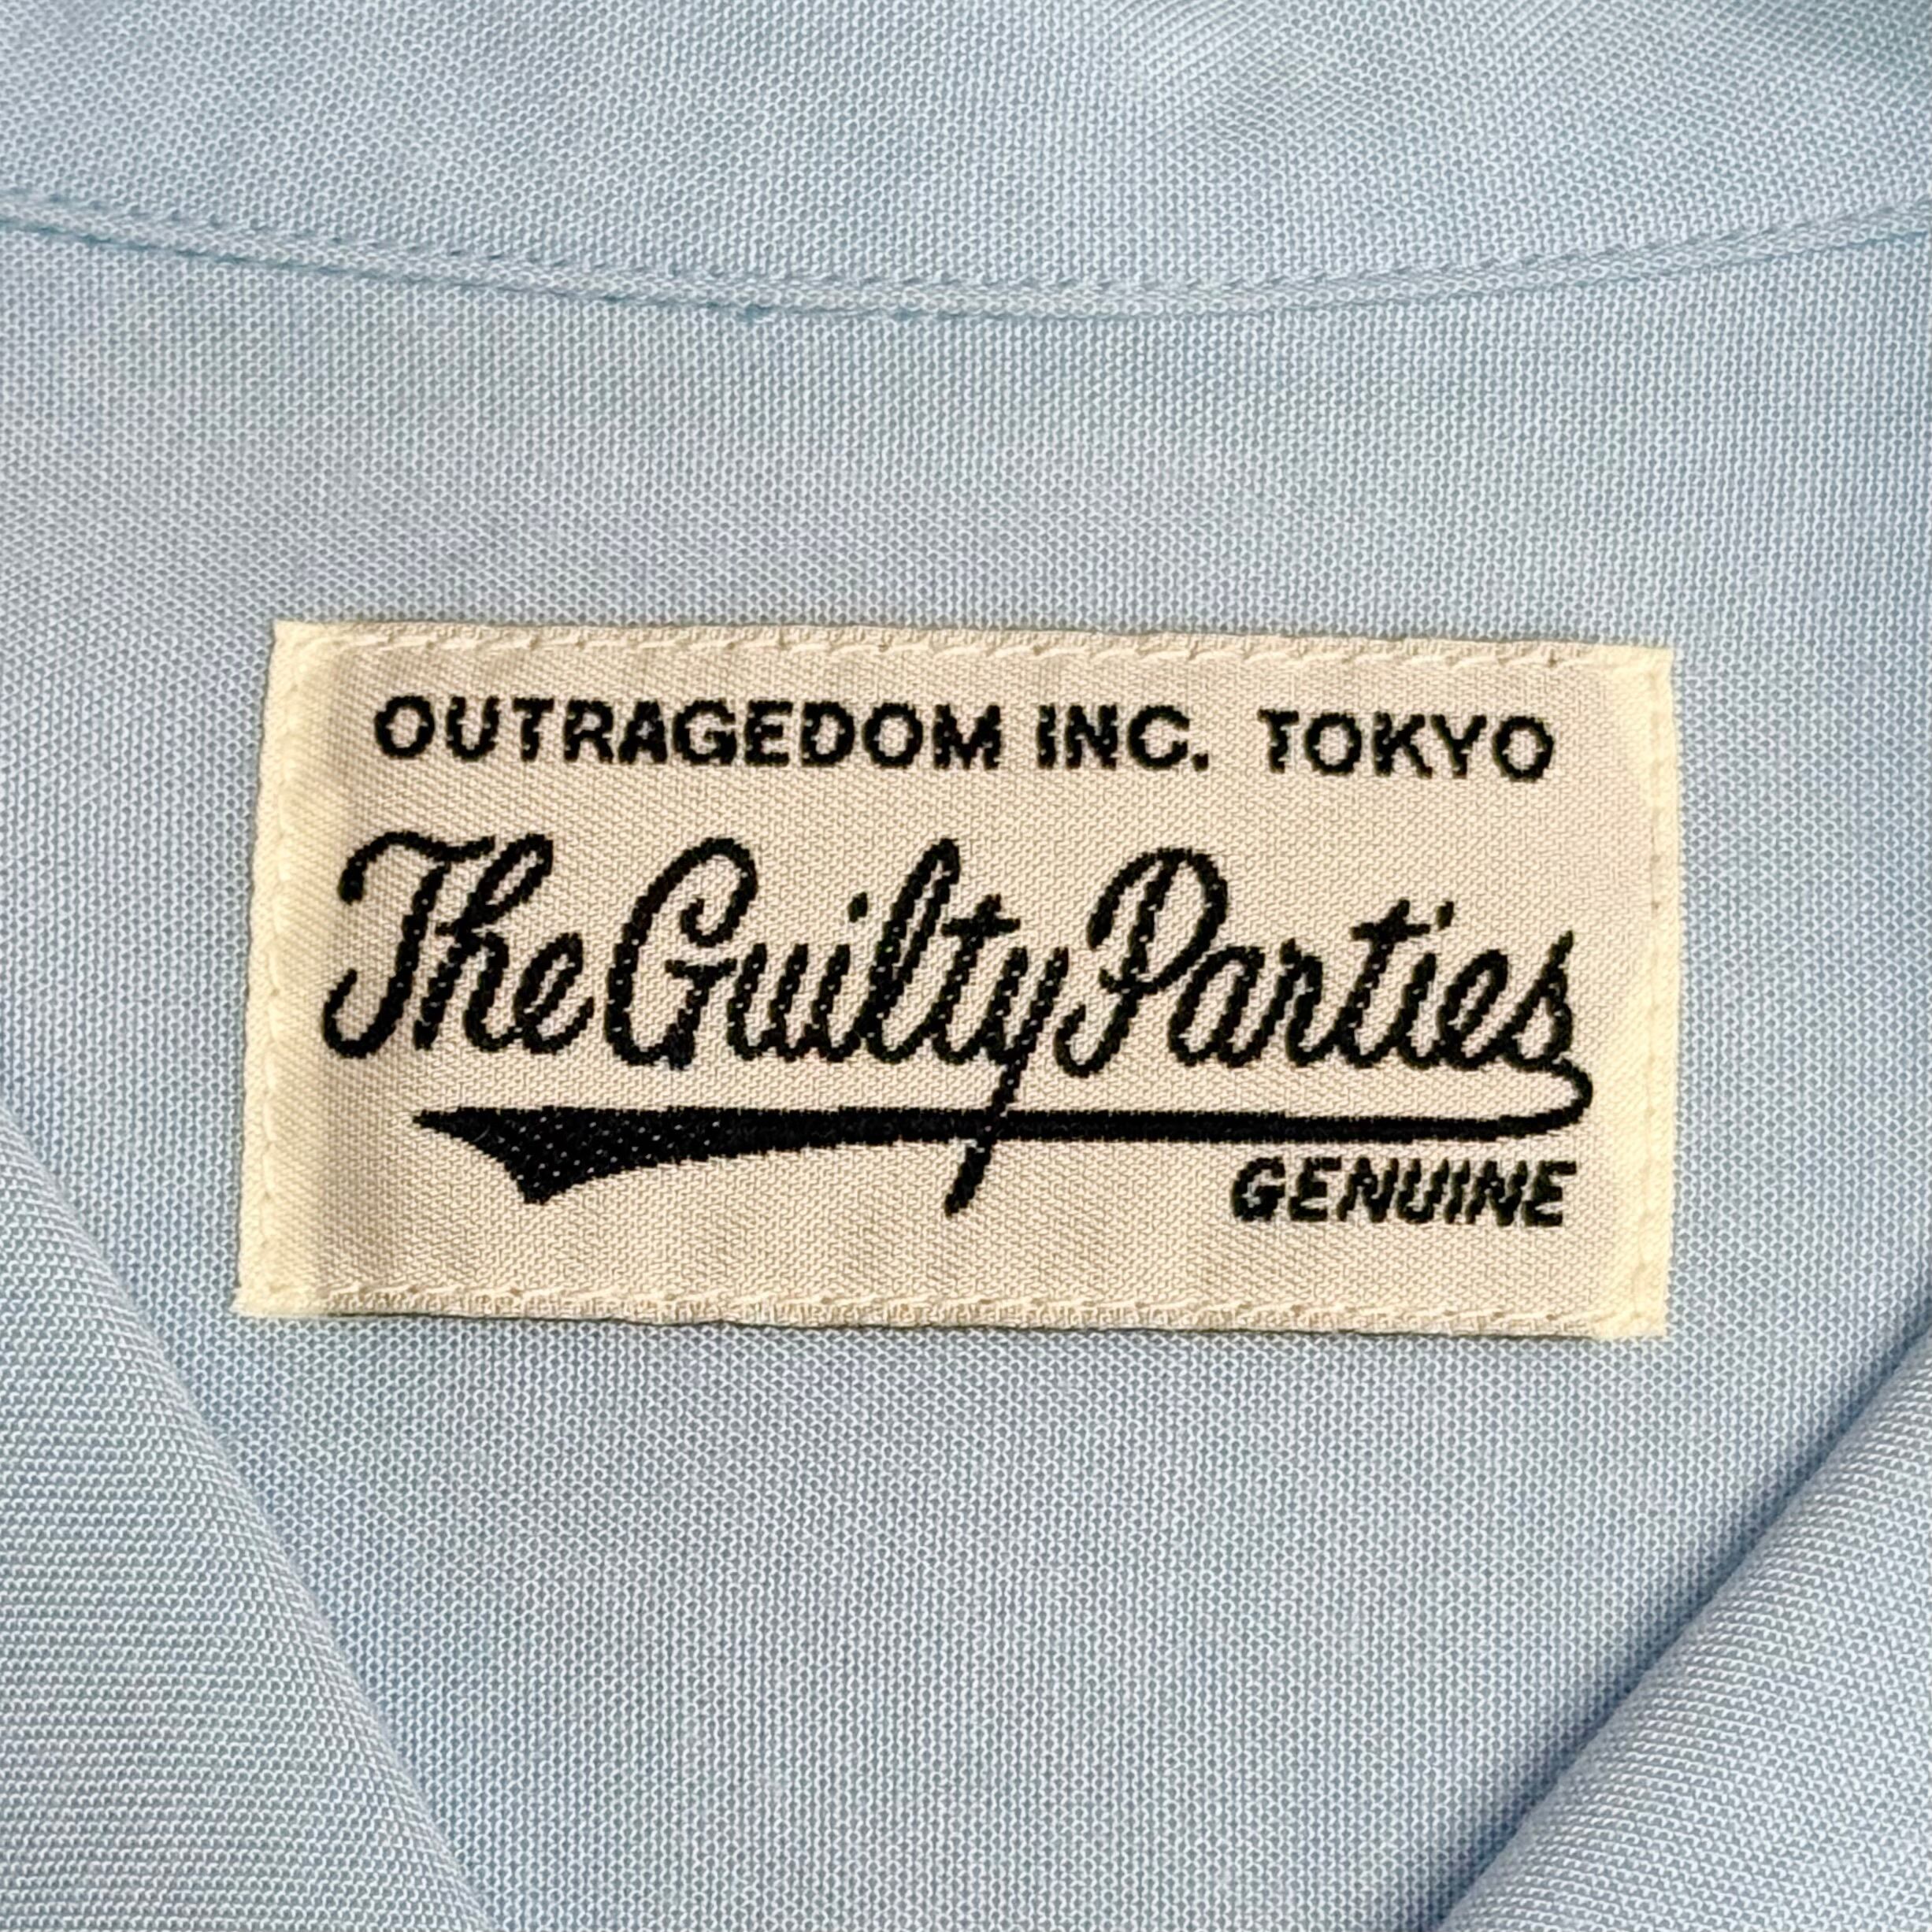 OUTRAGEDOM INC. TOKYO
The Guilty Parties
GENUINE